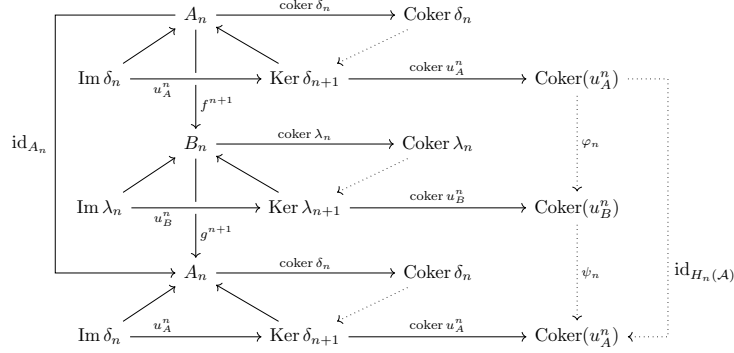 A_n coker δ_n Coker δ_n
Im δ_n u_A^n Ker δ_{n+1} coker u_A^n Coker(u_A^n)
f^{n+1}
id_{A_n} B_n coker λ_n Coker λ_n φ_n
Im λ_n u_B^n Ker λ_{n+1} coker u_B^n Coker(u_B^n)
g^{n+1}
A_n coker δ_n Coker δ_n ψ_n id_{H_n(𝒜)}
Im δ_n u_A^n Ker δ_{n+1} coker u_A^n Coker(u_A^n)